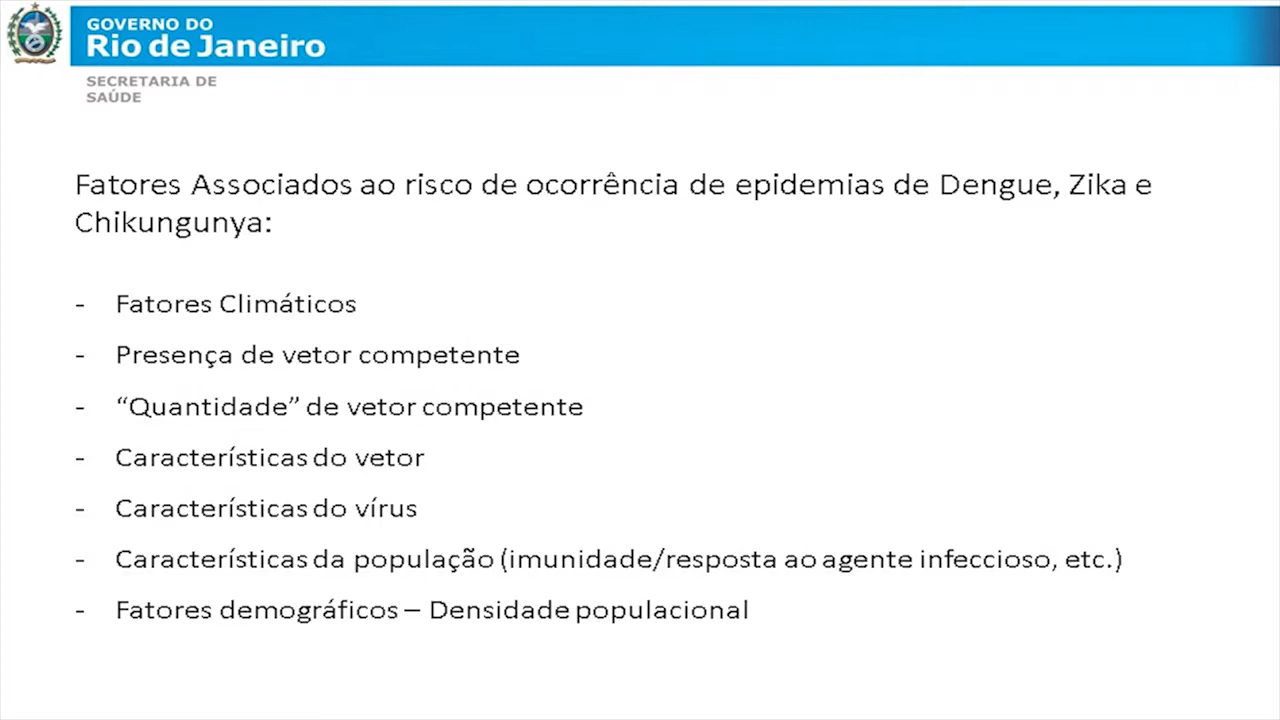 GOVERNO DO
Rio de Janeiro
SECRETARIA DE
SAÚDE
Fatores Associados ao risco de ocorrência de epidemias de Dengue, Zika e
Chikungunya:
- Fatores Climáticos
- Presença de vetor competente
- “Quantidade” de vetor competente
- Características do vetor
- Características do vírus
- Características da população (imunidade/resposta ao agente infeccioso, etc.)
- Fatores demográficos – Densidade populacional